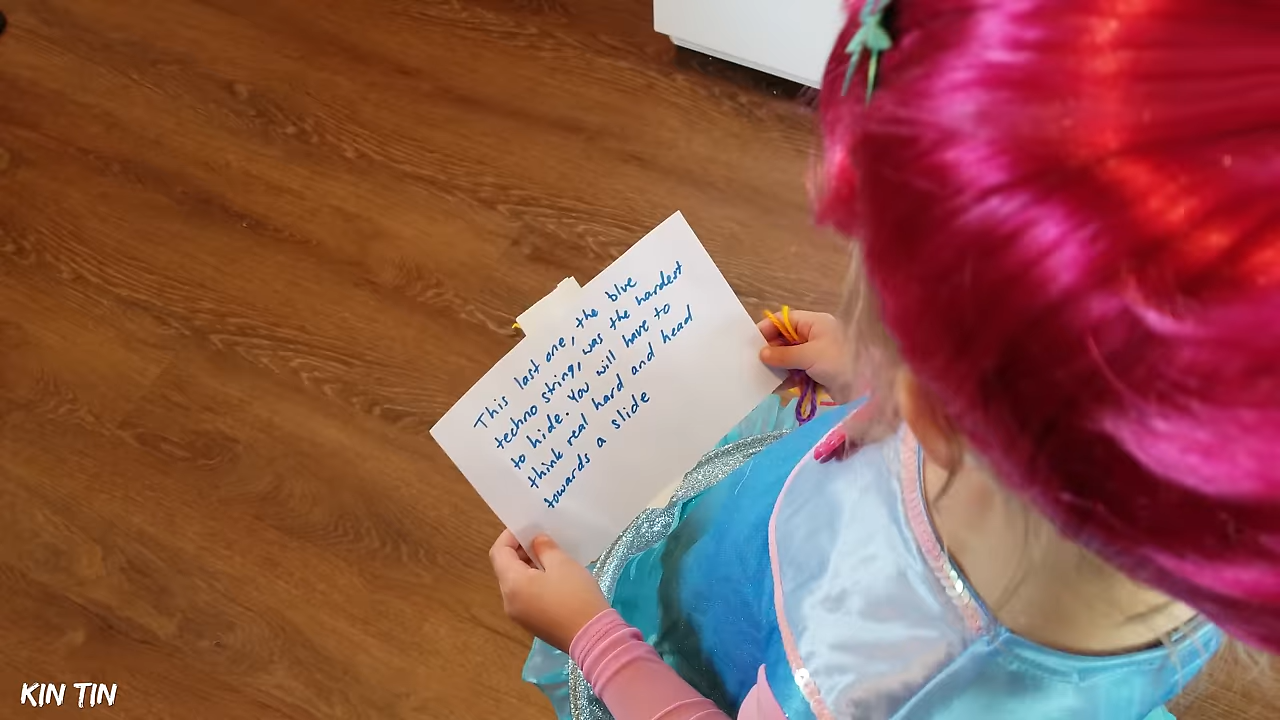 This last one, the blue
techno string, was the hardest
to hide. You will have to
think real hard and head
towards a slide
KIN TIN